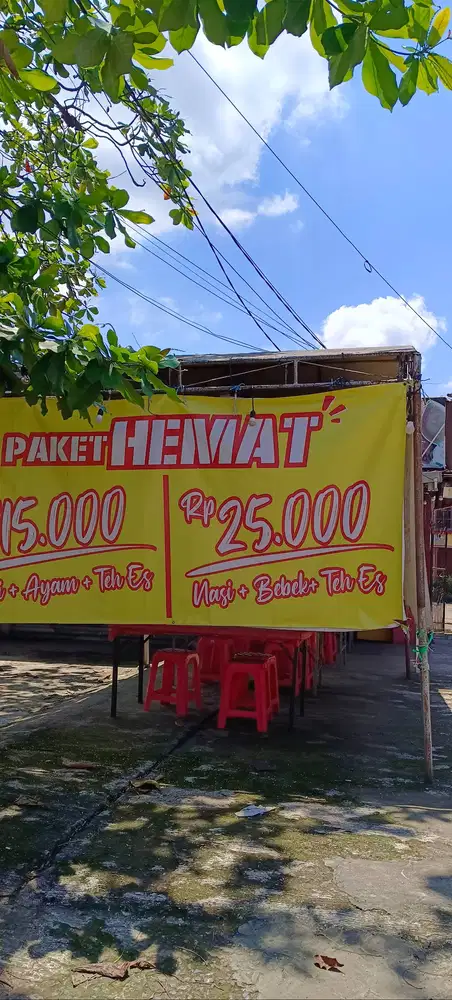 PAKET HEMAT
15.000
+ Ayam + Teh Es
Rp 25.000
Nasi + Bebek + Teh Es